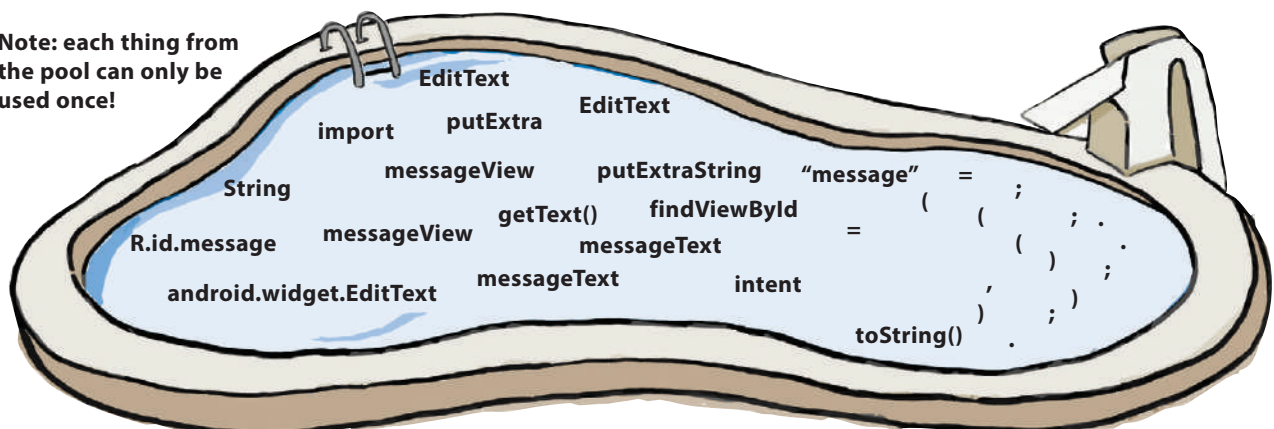 Note: each thing from
the pool can only be
used once!
EditText
EditText
import
putExtra
messageView
putExtraString
“message”
=
;
String
(
getText()
findViewById
(
;
.
R.id.message
messageView
=
messageText
(
.
)
;
messageText
intent
android.widget.EditText
,
)
)
;
toString()
.